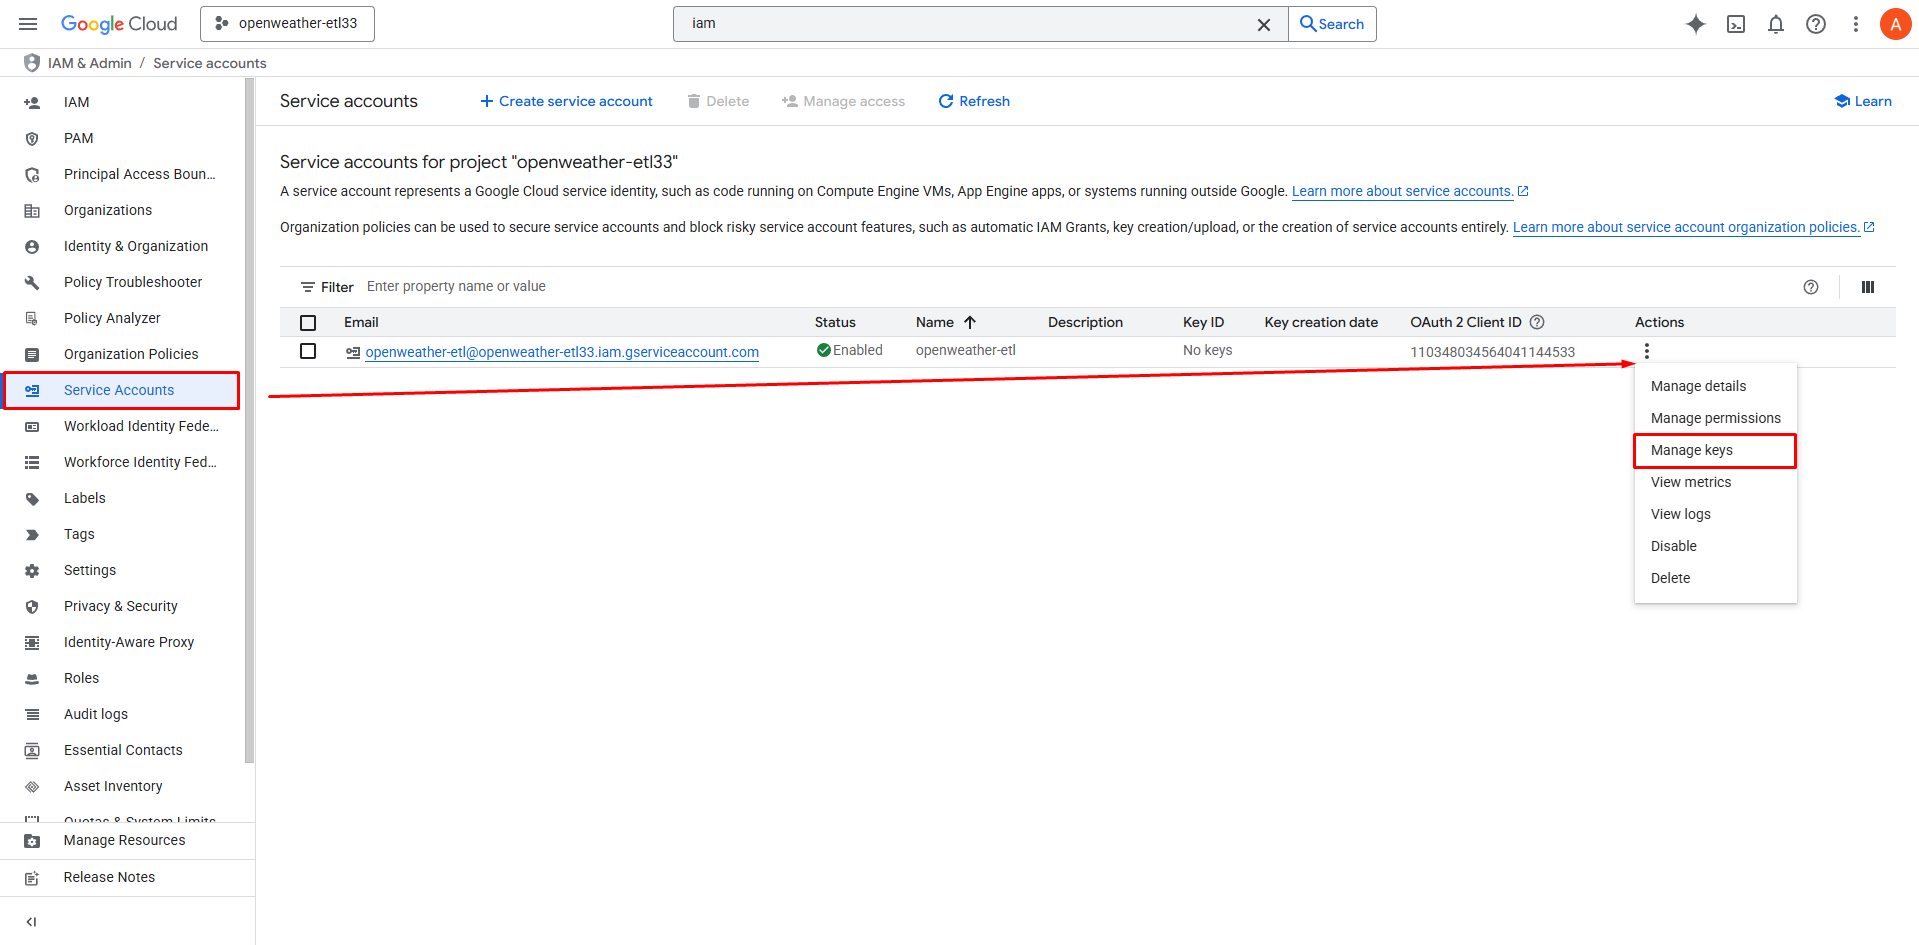 Google Cloud
openweather-etl33
iam
Search
A
IAM & Admin / Service accounts
IAM
PAM
Principal Access Boun...
Organizations
Identity & Organization
Policy Troubleshooter
Policy Analyzer
Organization Policies
Service Accounts
Workload Identity Fede...
Workforce Identity Fed...
Labels
Tags
Settings
Privacy & Security
Identity-Aware Proxy
Roles
Audit logs
Essential Contacts
Asset Inventory
Quotas & System Limits
Manage Resources
Release Notes
Service accounts
Create service account
Delete
Manage access
Refresh
Learn
Service accounts for project "openweather-etl33"
A service account represents a Google Cloud service identity, such as code running on Compute Engine VMs, App Engine apps, or systems running outside Google. Learn more about service accounts.
Organization policies can be used to secure service accounts and block risky service account features, such as automatic IAM Grants, key creation/upload, or the creation of service accounts entirely. Learn more about service account organization policies.
Filter Enter property name or value
Email Status Name Description Key ID Key creation date OAuth 2 Client ID Actions
openweather-etl@openweather-etl33.iam.gserviceaccount.com Enabled openweather-etl No keys 110348034564041144533
Manage details
Manage permissions
Manage keys
View metrics
View logs
Disable
Delete